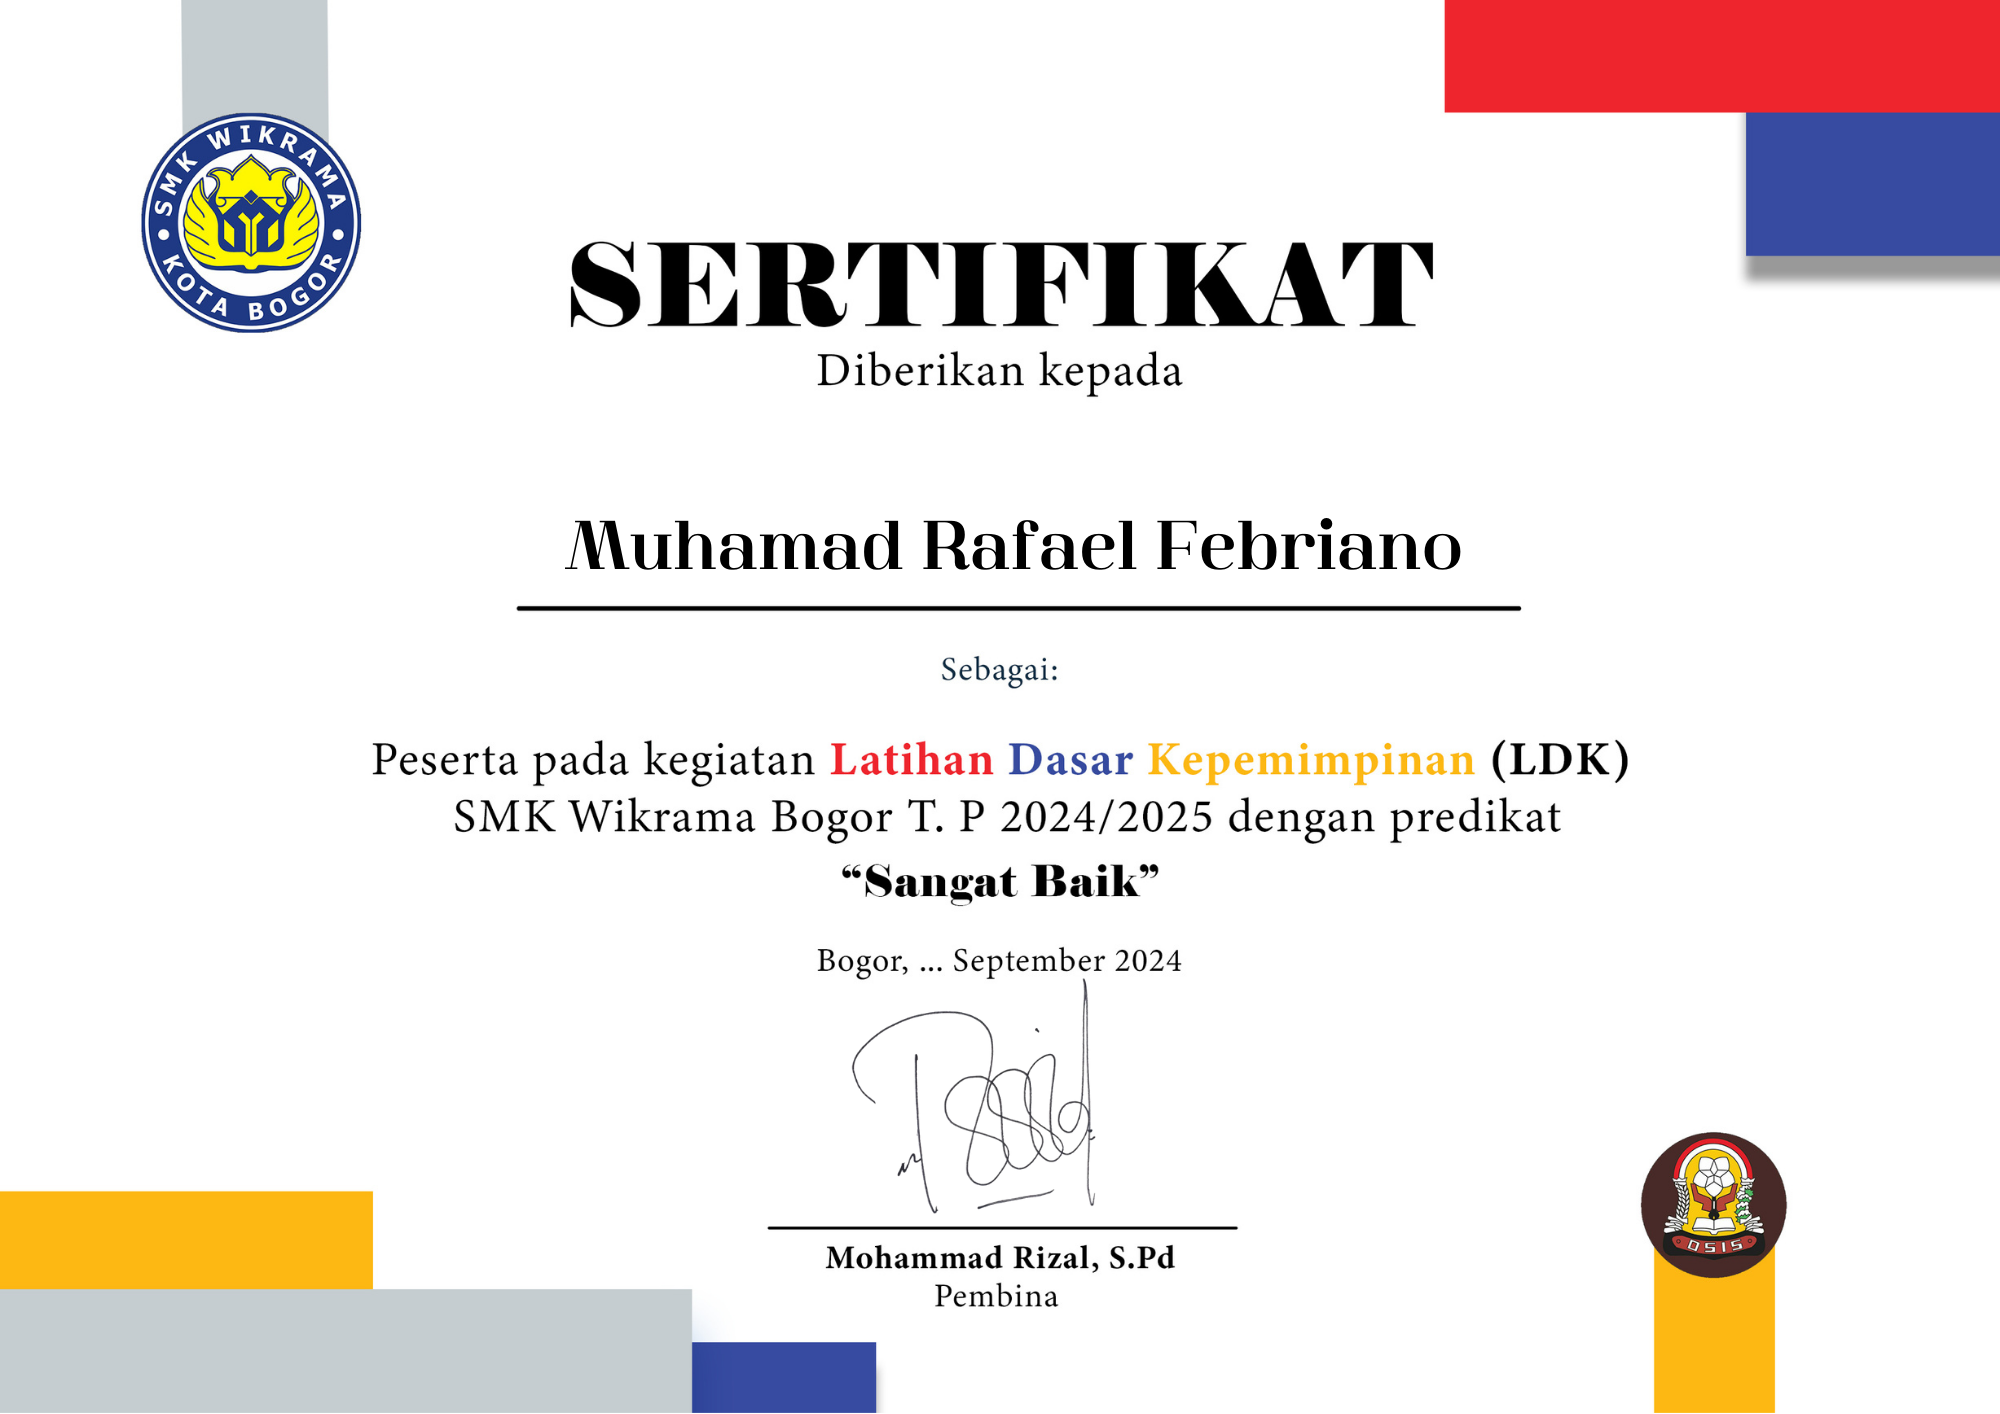 SMK WIKRAMA
KOTA BOGOR
SERTIFIKAT
Diberikan kepada
Muhamad Rafael Febriano
Sebagai:
Peserta pada kegiatan Latihan Dasar Kepemimpinan (LDK)
SMK Wikrama Bogor T. P 2024/2025 dengan predikat
“Sangat Baik”
Bogor, ... September 2024
Mohammad Rizal, S.Pd
Pembina
OSIS